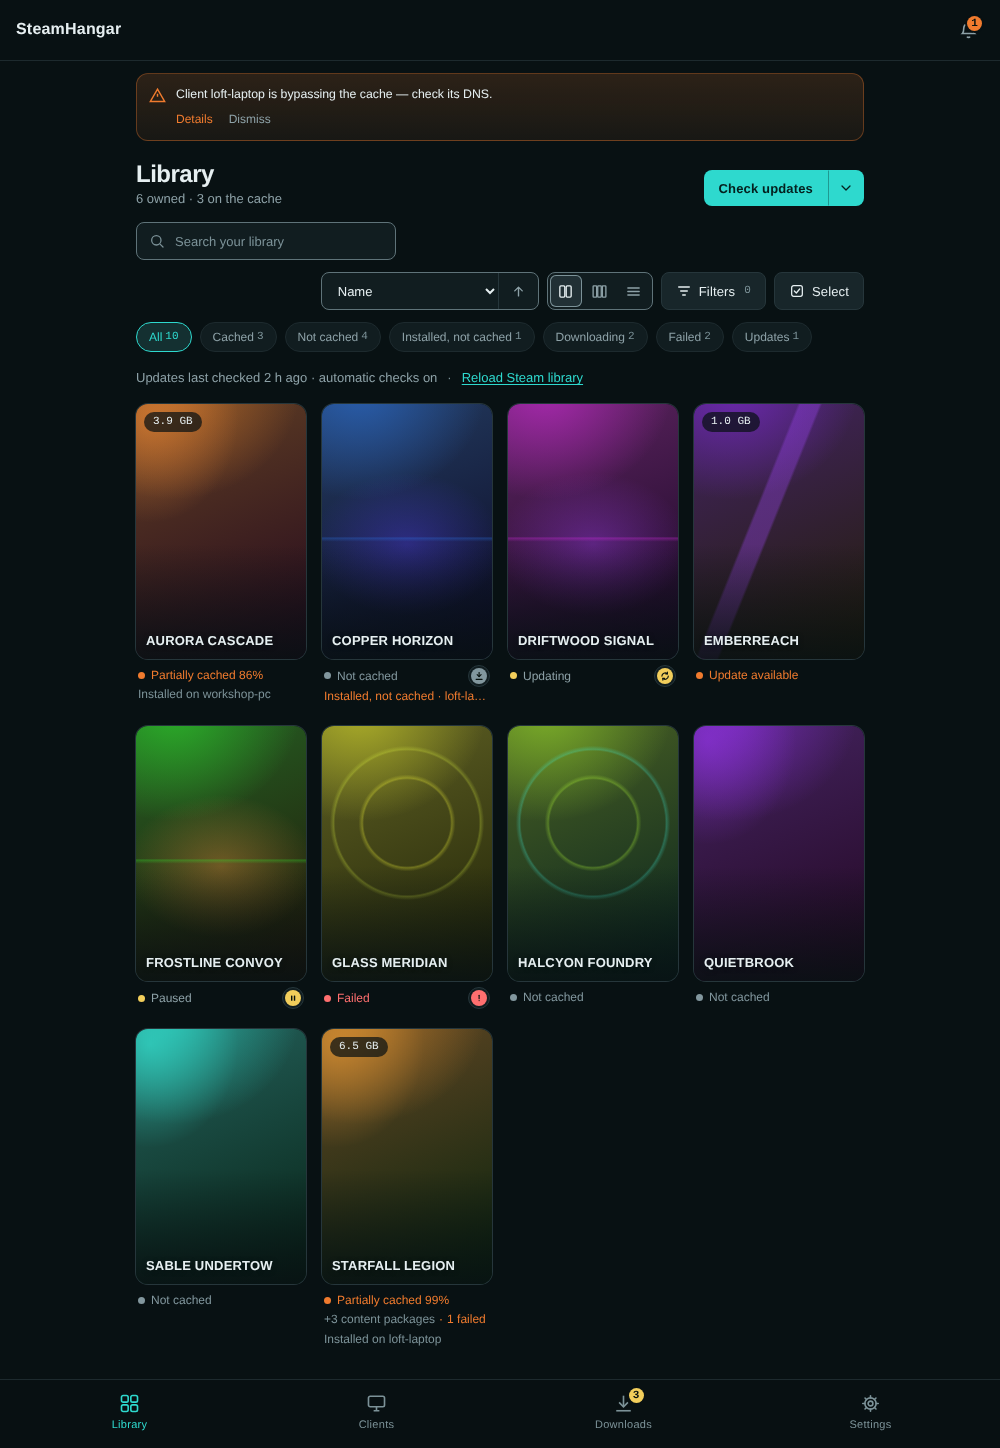 SteamHangar
1
Client loft-laptop is bypassing the cache — check its DNS.
Details Dismiss
Library
6 owned · 3 on the cache
Check updates
Search your library
Name
Filters 0
Select
All 10
Cached 3
Not cached 4
Installed, not cached 1
Downloading 2
Failed 2
Updates 1
Updates last checked 2 h ago · automatic checks on · Reload Steam library
3.9 GB
AURORA CASCADE
Partially cached 86%
Installed on workshop-pc
COPPER HORIZON
Not cached
Installed, not cached · loft-la…
DRIFTWOOD SIGNAL
Updating
1.0 GB
EMBERREACH
Update available
FROSTLINE CONVOY
Paused
GLASS MERIDIAN
Failed
HALCYON FOUNDRY
Not cached
QUIETBROOK
Not cached
SABLE UNDERTOW
Not cached
6.5 GB
STARFALL LEGION
Partially cached 99%
+3 content packages · 1 failed
Installed on loft-laptop
Library
Clients
3
Downloads
Settings